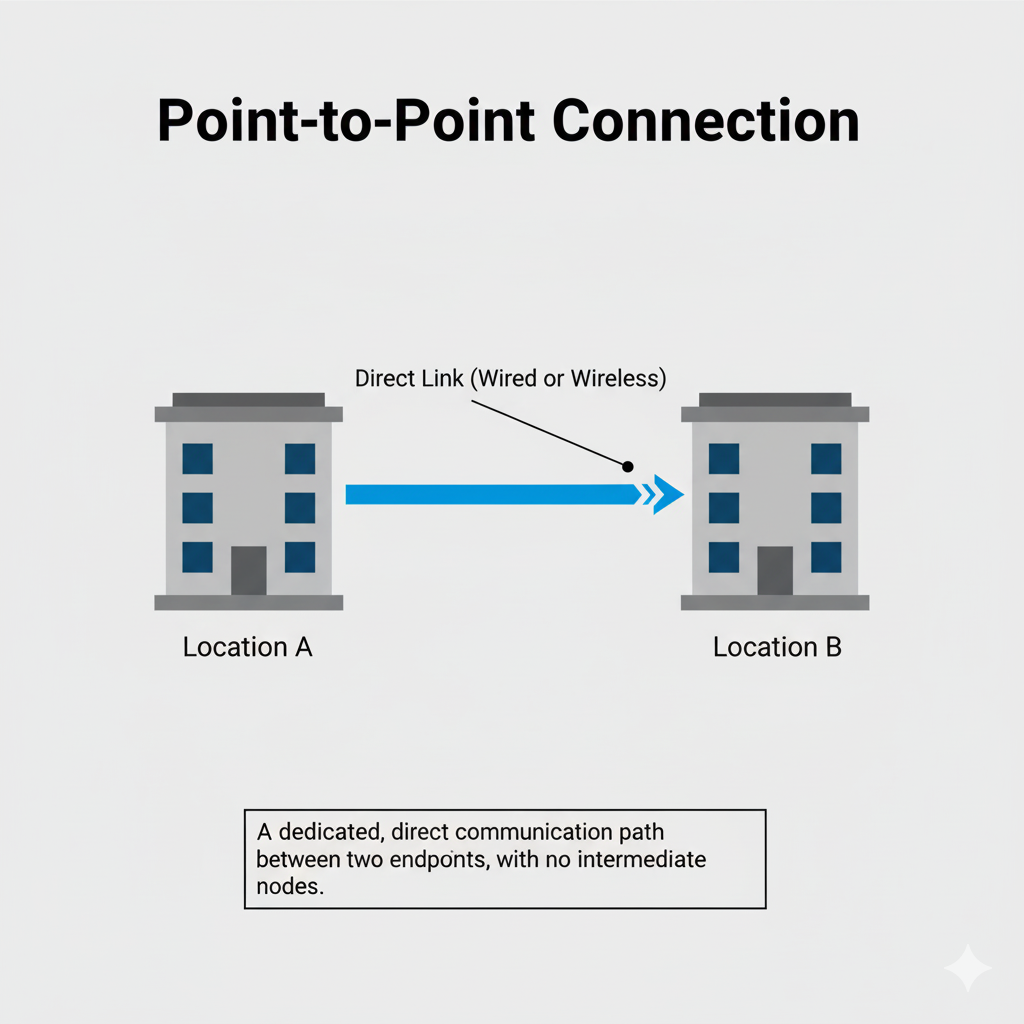 Point-to-Point Connection
Direct Link (Wired or Wireless)
Location A
Location B
A dedicated, direct communication path
between two endponts, with no intermediate
nodes.